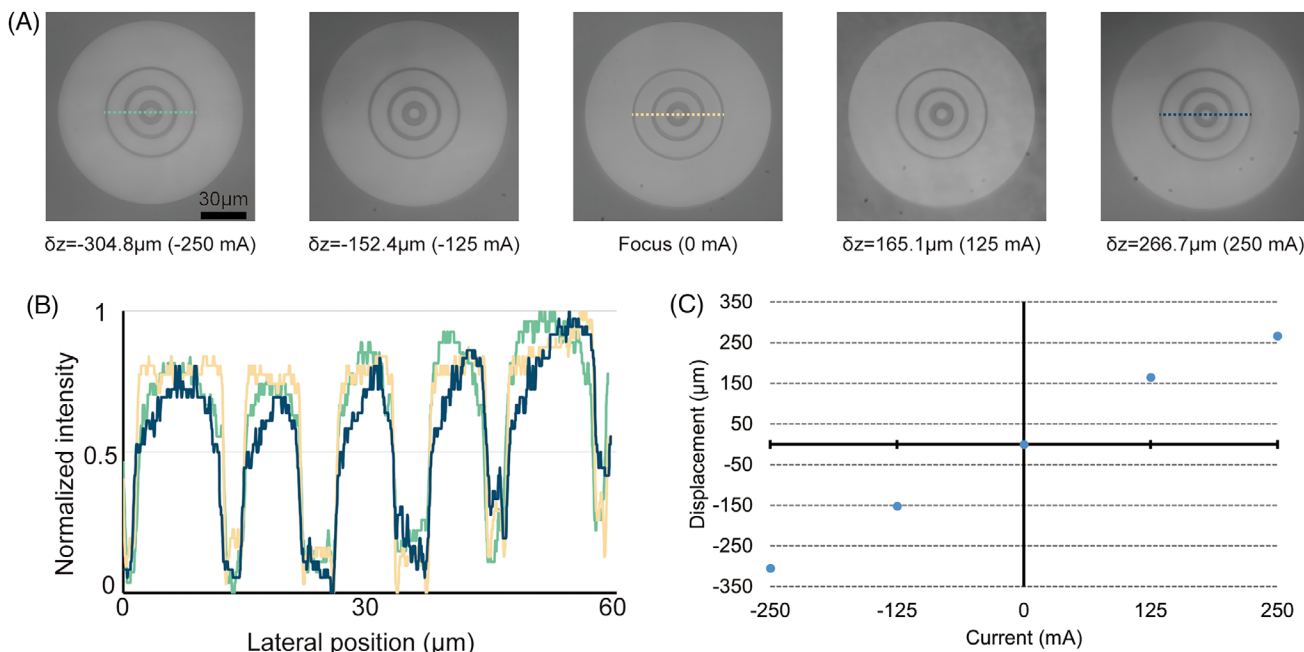 (A)
30µm
δz=-304.8µm (-250 mA)
δz=-152.4µm (-125 mA)
Focus (0 mA)
δz=165.1µm (125 mA)
δz=266.7µm (250 mA)
(B)
Normalized intensity
1
0.5
0
0
30
60
Lateral position (µm)
(C)
Displacement (µm)
350
250
150
50
-50
-150
-250
-350
-250
-125
0
125
250
Current (mA)